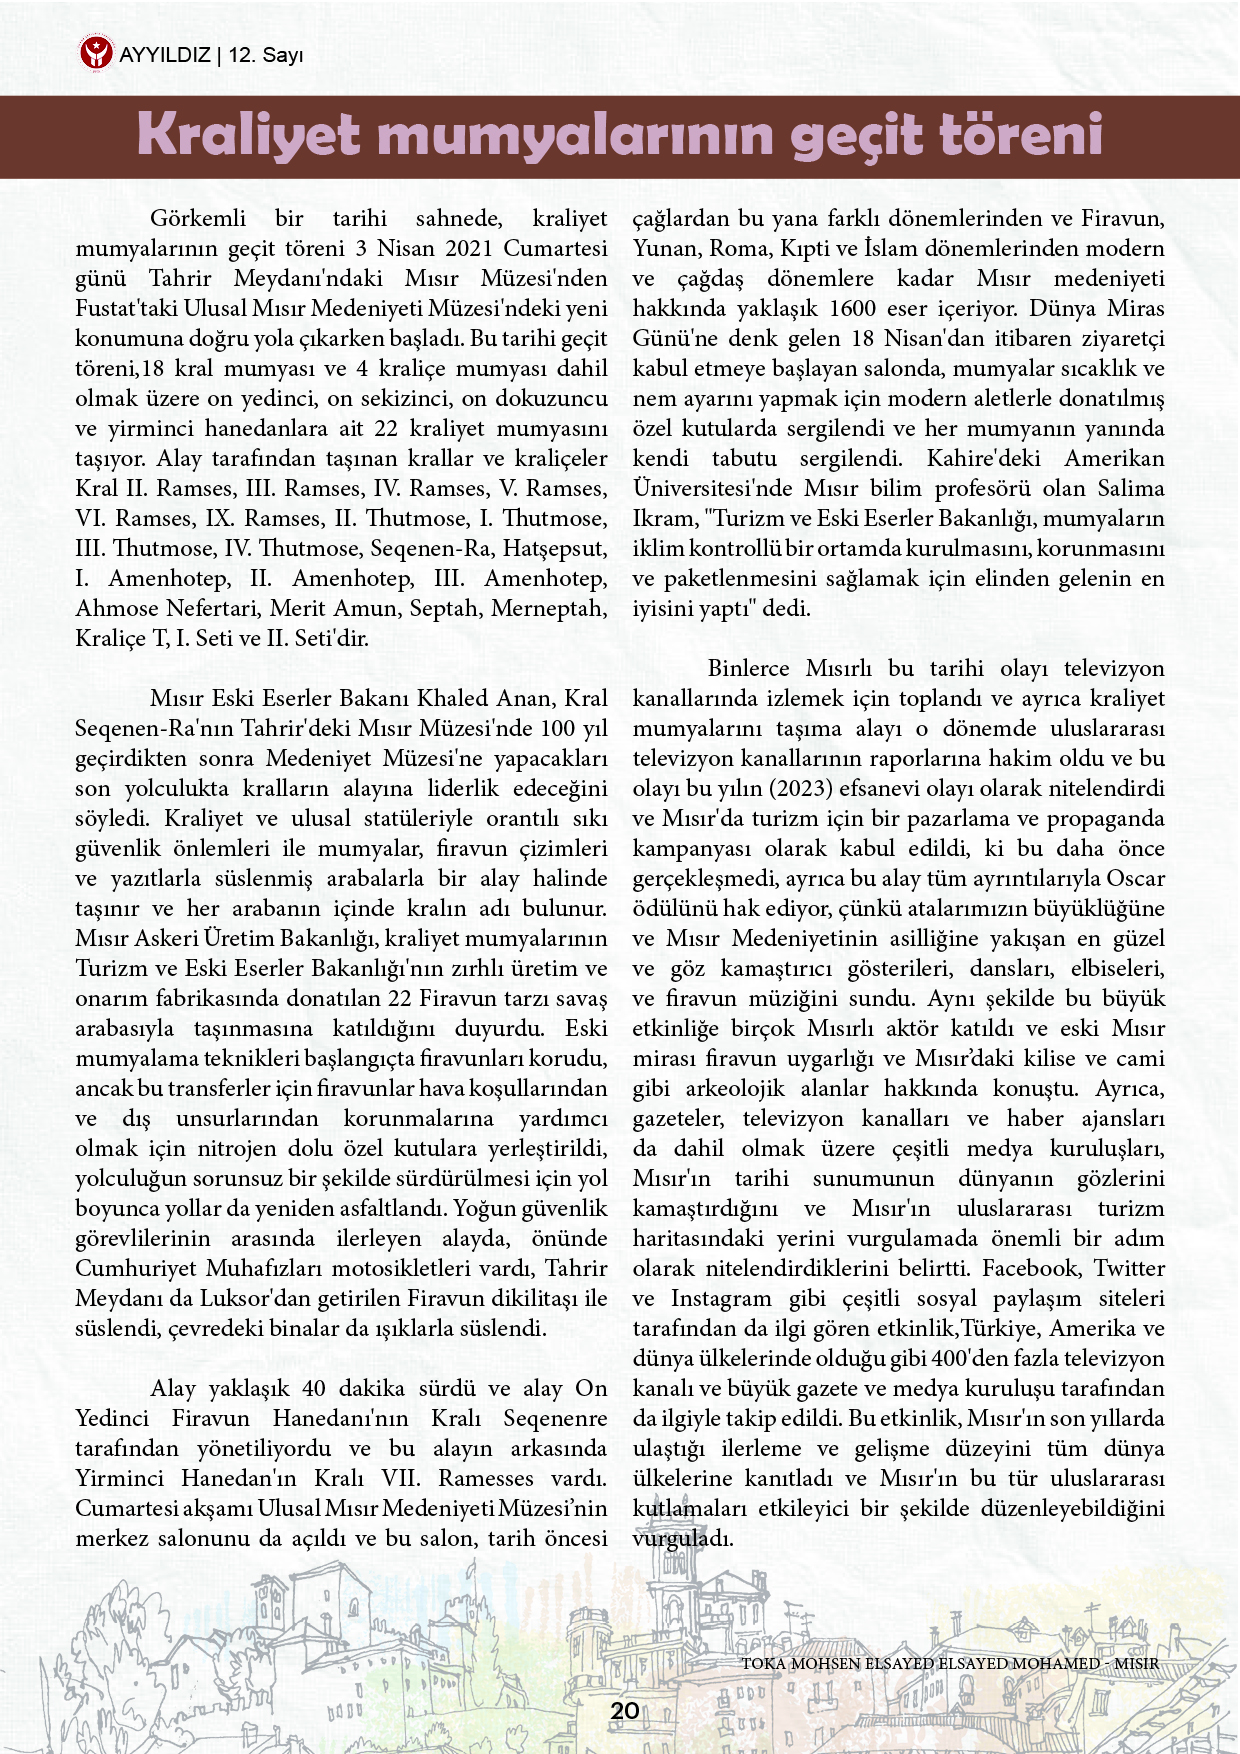 AYYILDIZ | 12. Sayı
Kraliyet mumyalarının geçit töreni
Görkemli bir tarihi sahnede, kraliyet
mumyalarının geçit töreni 3 Nisan 2021 Cumartesi
günü Tahrir Meydanı'ndaki Mısır Müzesi'nden
Fustat'taki Ulusal Mısır Medeniyeti Müzesi'ndeki yeni
konumuna doğru yola çıkarken başladı. Bu tarihi geçit
töreni,18 kral mumyası ve 4 kraliçe mumyası dahil
olmak üzere on yedinci, on sekizinci, on dokuzuncu
ve yirminci hanedanlara ait 22 kraliyet mumyasını
taşıyor. Alay tarafından taşınan krallar ve kraliçeler
Kral II. Ramses, III. Ramses, IV. Ramses, V. Ramses,
VI. Ramses, IX. Ramses, II. Thutmose, I. Thutmose,
III. Thutmose, IV. Thutmose, Seqenen-Ra, Hatşepsut,
I. Amenhotep, II. Amenhotep, III. Amenhotep,
Ahmose Nefertari, Merit Amun, Septah, Merneptah,
Kraliçe T, I. Seti ve II. Seti'dir.
Mısır Eski Eserler Bakanı Khaled Anan, Kral
Seqenen-Ra'nın Tahrir'deki Mısır Müzesi'nde 100 yıl
geçirdikten sonra Medeniyet Müzesi'ne yapacakları
son yolculukta kralların alayına liderlik edeceğini
söyledi. Kraliyet ve ulusal statüleriyle orantılı sıkı
güvenlik önlemleri ile mumyalar, firavun çizimleri
ve yazıtlarla süslenmiş arabalarla bir alay halinde
taşınır ve her arabanın içinde kralın adı bulunur.
Mısır Askeri Üretim Bakanlığı, kraliyet mumyalarının
Turizm ve Eski Eserler Bakanlığı'nın zırhlı üretim ve
onarım fabrikasında donatılan 22 Firavun tarzı savaş
arabasıyla taşınmasına katıldığını duyurdu. Eski
mumyalama teknikleri başlangıçta firavunları korudu,
ancak bu transferler için firavunlar hava koşullarından
ve dış unsurlarından korunmalarına yardımcı
olmak için nitrojen dolu özel kutulara yerleştirildi,
yolculuğun sorunsuz bir şekilde sürdürülmesi için yol
boyunca yollar da yeniden asfaltlandı. Yoğun güvenlik
görevlilerinin arasında ilerleyen alayda, önünde
Cumhuriyet Muhafızları motosikletleri vardı, Tahrir
Meydanı da Luksor'dan getirilen Firavun dikilitaşı ile
süslendi, çevredeki binalar da ışıklarla süslendi.
Alay yaklaşık 40 dakika sürdü ve alay On
Yedinci Firavun Hanedanı'nın Kralı Seqenenre
tarafından yönetiliyordu ve bu alayın arkasında
Yirminci Hanedan'ın Kralı VII. Ramesses vardı.
Cumartesi akşamı Ulusal Mısır Medeniyeti Müzesi’nin
merkez salonunu da açıldı ve bu salon, tarih öncesi
çağlardan bu yana farklı dönemlerinden ve Firavun,
Yunan, Roma, Kıpti ve İslam dönemlerinden modern
ve çağdaş dönemlere kadar Mısır medeniyeti
hakkında yaklaşık 1600 eser içeriyor. Dünya Miras
Günü'ne denk gelen 18 Nisan'dan itibaren ziyaretçi
kabul etmeye başlayan salonda, mumyalar sıcaklık ve
nem ayarını yapmak için modern aletlerle donatılmış
özel kutularda sergilendi ve her mumyanın yanında
kendi tabutu sergilendi. Kahire'deki Amerikan
Üniversitesi'nde Mısır bilim profesörü olan Salima
Ikram, "Turizm ve Eski Eserler Bakanlığı, mumyaların
iklim kontrollü bir ortamda kurulmasını, korunmasını
ve paketlenmesini sağlamak için elinden gelenin en
iyisini yaptı" dedi.
Binlerce Mısırlı bu tarihi olayı televizyon
kanallarında izlemek için toplandı ve ayrıca kraliyet
mumyalarını taşıma alayı o dönemde uluslararası
televizyon kanallarının raporlarına hakim oldu ve bu
olayı bu yılın (2023) efsanevi olayı olarak nitelendirdi
ve Mısır'da turizm için bir pazarlama ve propaganda
kampanyası olarak kabul edildi, ki bu daha önce
gerçekleşmedi, ayrıca bu alay tüm ayrıntılarıyla Oscar
ödülünü hak ediyor, çünkü atalarımızın büyüklüğüne
ve Mısır Medeniyetinin asilliğine yakışan en güzel
ve göz kamaştırıcı gösterileri, dansları, elbiseleri,
ve firavun müziğini sundu. Aynı şekilde bu büyük
etkinliğe birçok Mısırlı aktör katıldı ve eski Mısır
mirası firavun uygarlığı ve Mısır’daki kilise ve cami
gibi arkeolojik alanlar hakkında konuştu. Ayrıca,
gazeteler, televizyon kanalları ve haber ajansları
da dahil olmak üzere çeşitli medya kuruluşları,
Mısır'ın tarihi sunumunun dünyanın gözlerini
kamaştırdığını ve Mısır'ın uluslararası turizm
haritasındaki yerini vurgulamada önemli bir adım
olarak nitelendirdiklerini belirtti. Facebook, Twitter
ve Instagram gibi çeşitli sosyal paylaşım siteleri
tarafından da ilgi gören etkinlik,Türkiye, Amerika ve
dünya ülkelerinde olduğu gibi 400'den fazla televizyon
kanalı ve büyük gazete ve medya kuruluşu tarafından
da ilgiyle takip edildi. Bu etkinlik, Mısır'ın son yıllarda
ulaştığı ilerleme ve gelişme düzeyini tüm dünya
ülkelerine kanıtladı ve Mısır'ın bu tür uluslararası
kutlamaları etkileyici bir şekilde düzenleyebildiğini
vurguladı.
TOKA MOHSEN ELSAYED ELSAYED MOHAMED - MISIR
20